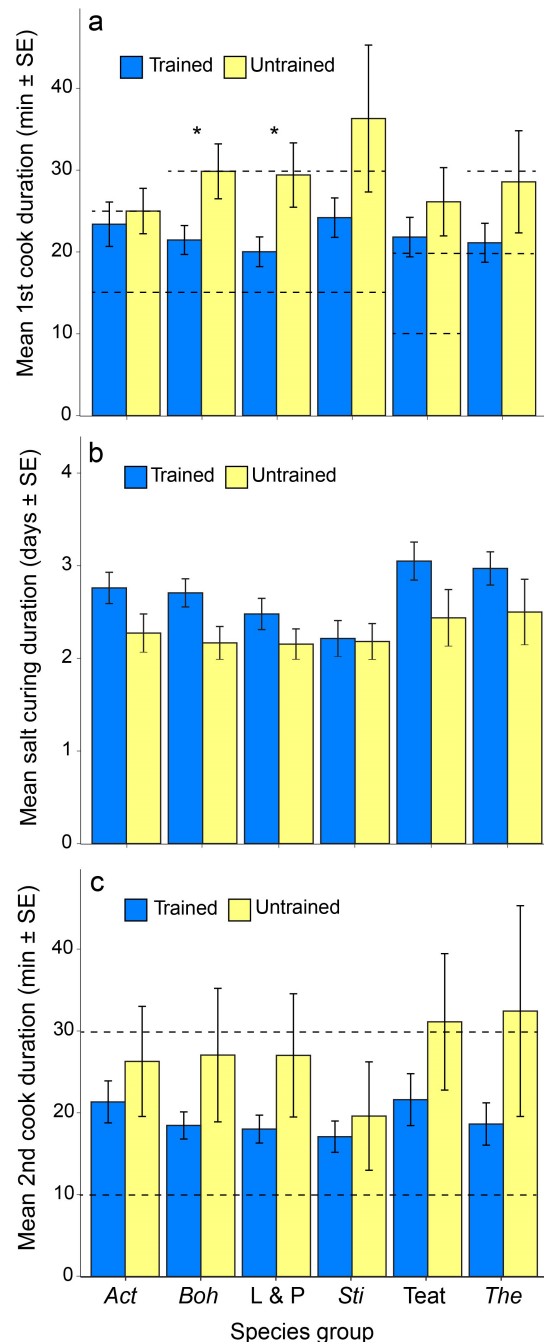 a
Trained Untrained
Mean 1st cook duration (min ± SE)
40
30
20
10
0
* *
b
Trained Untrained
Mean salt curing duration (days ± SE)
4
3
2
1
0
c
Trained Untrained
Mean 2nd cook duration (min ± SE)
40
30
20
10
0
Act Boh L & P Sti Teat The
Species group